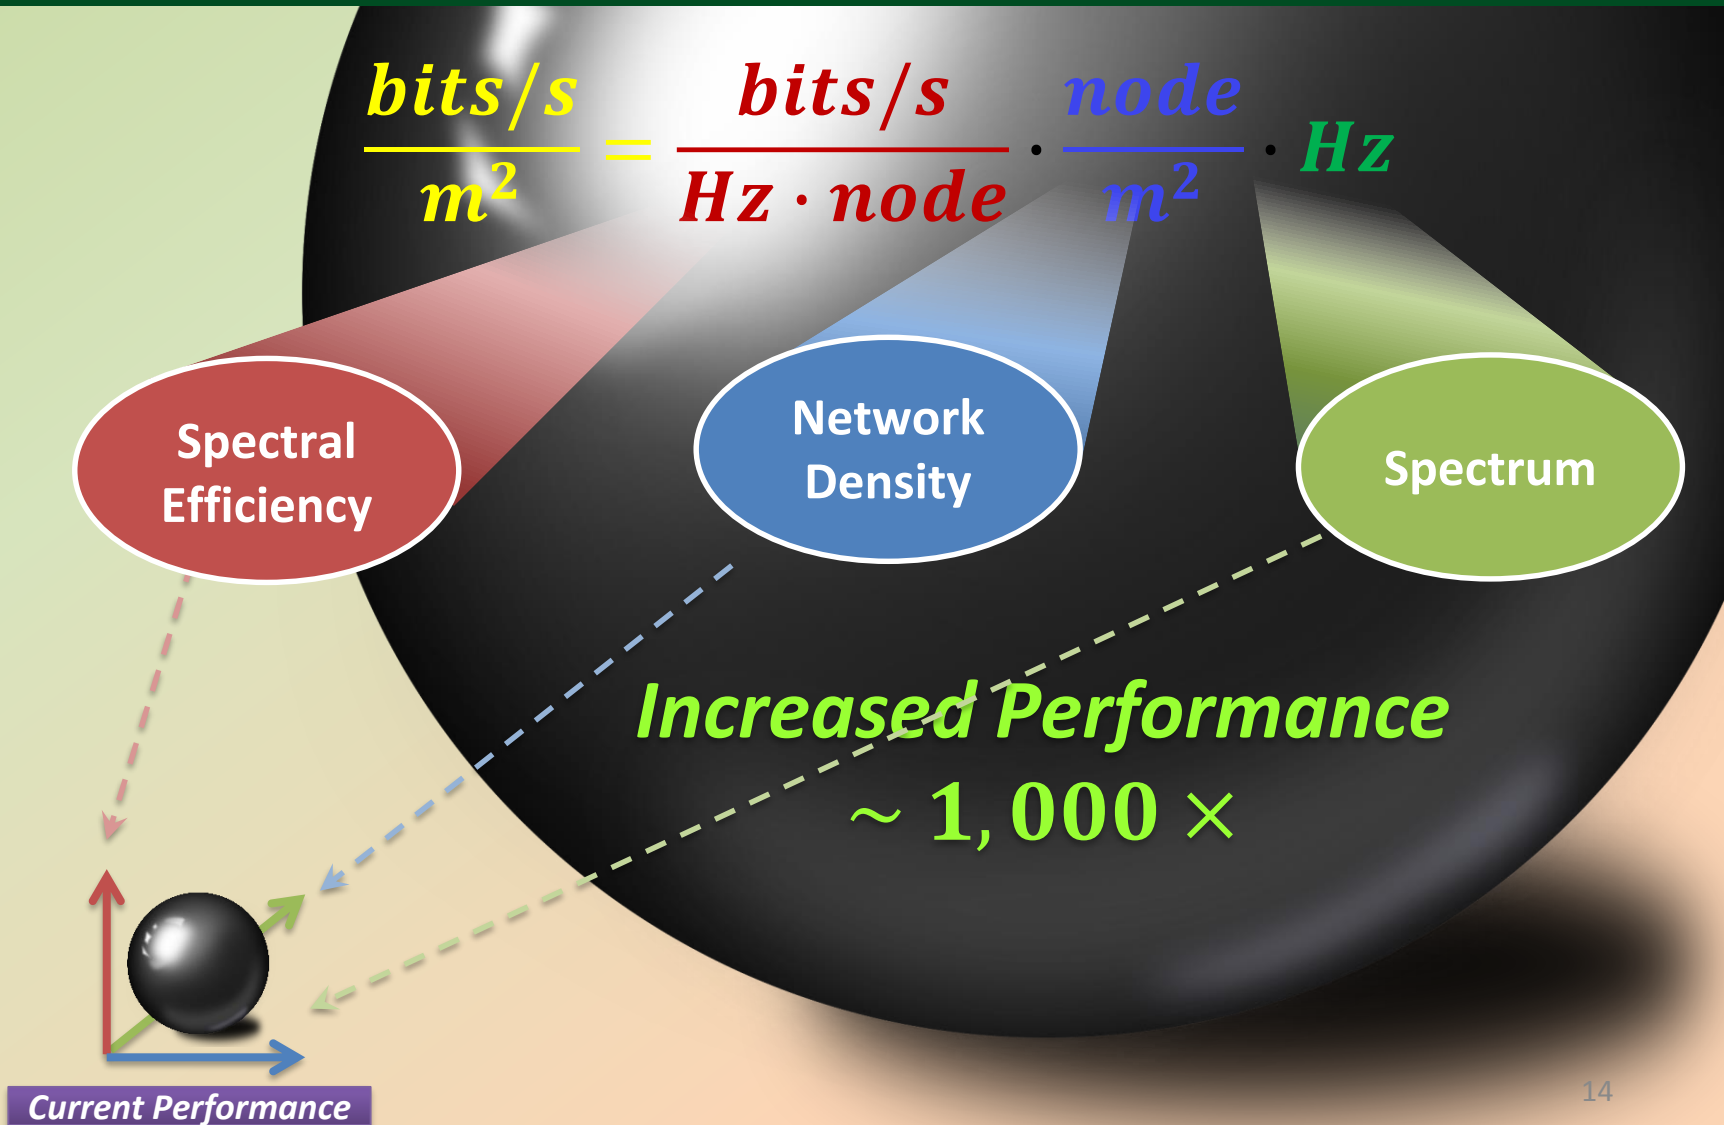 bits/s / m² = bits/s / Hz · node · node / m² · Hz
Spectral
Efficiency
Network
Density
Spectrum
Increased Performance
~ 1,000 ×
Current Performance
14